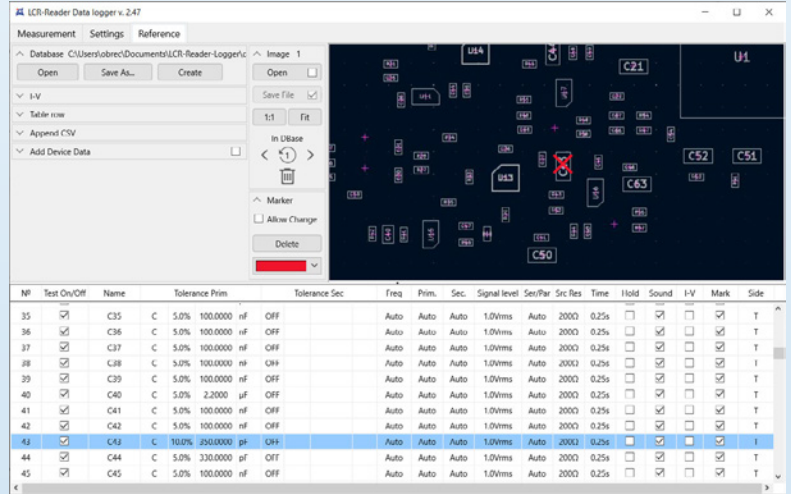 LCR-Reader Data logger v. 2.47
Measurement Settings Reference
Database C:\Users\obrec\Documents\LCR-Reader-Logger\c
Open Save As... Create
I-V
Table row
Append CSV
Add Device Data
Image 1
Open
Save File
1:1 Fit
In DBase
1
Marker
Allow Change
Delete
U14
C21
U1
U11
U17
C52 C51
U13
C63
U16
C40
C50
Nº Test On/Off Name Tolerance Prim Tolerance Sec Freq Prim. Sec. Signal level Ser/Par Src Res Time Hold Sound I-V Mark Side
35 C35 C 5.0% 100.0000 nF OFF Auto Auto Auto 1.0Vrms Auto 200Ω 0.25s T
36 C36 C 5.0% 100.0000 nF OFF Auto Auto Auto 1.0Vrms Auto 200Ω 0.25s T
37 C37 C 5.0% 100.0000 nF OFF Auto Auto Auto 1.0Vrms Auto 200Ω 0.25s T
38 C38 C 5.0% 100.0000 nF OFF Auto Auto Auto 1.0Vrms Auto 200Ω 0.25s T
39 C39 C 5.0% 100.0000 nF OFF Auto Auto Auto 1.0Vrms Auto 200Ω 0.25s T
40 C40 C 5.0% 2.2000 µF OFF Auto Auto Auto 1.0Vrms Auto 200Ω 0.25s T
41 C41 C 5.0% 100.0000 nF OFF Auto Auto Auto 1.0Vrms Auto 200Ω 0.25s T
42 C42 C 5.0% 100.0000 nF OFF Auto Auto Auto 1.0Vrms Auto 200Ω 0.25s T
43 C43 C 10.0% 350.0000 pF OFF Auto Auto Auto 1.0Vrms Auto 200Ω 0.25s T
44 C44 C 5.0% 330.0000 pF OFF Auto Auto Auto 1.0Vrms Auto 200Ω 0.25s T
45 C45 C 5.0% 100.0000 nF OFF Auto Auto Auto 1.0Vrms Auto 200Ω 0.25s T